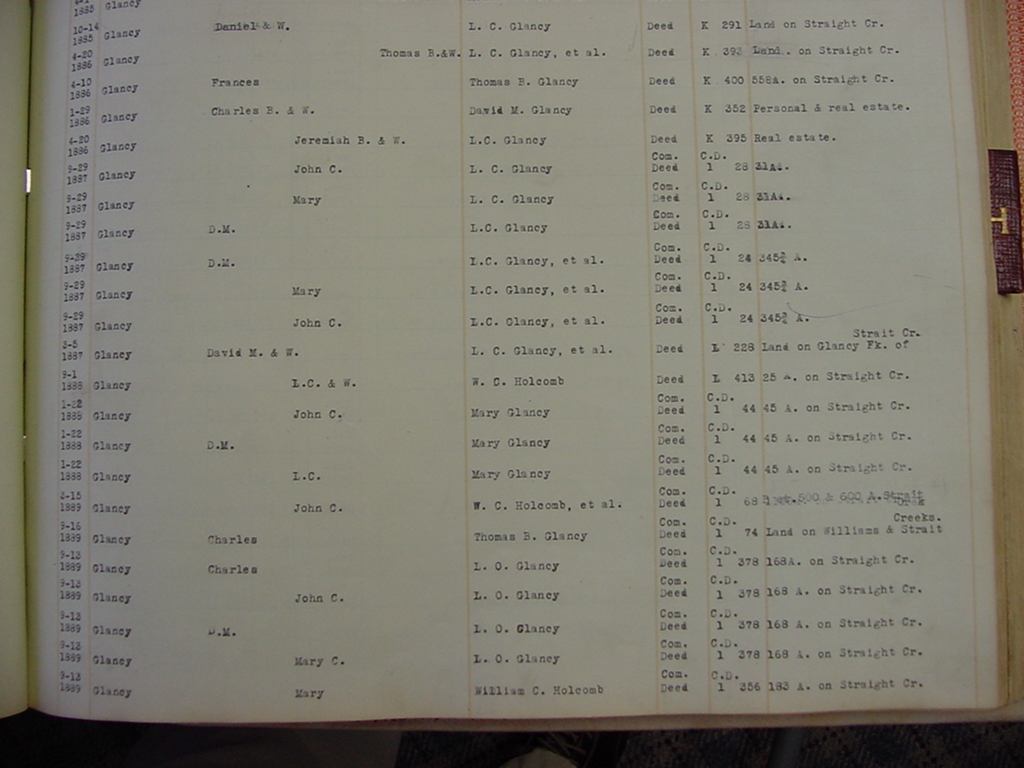 1885 Glancy
10-14
1885 Glancy Daniel & W. L. C. Glancy Deed K 291 Land on Straight Cr.
4-20
1886 Glancy Thomas B.&W. L. C. Glancy, et al. Deed K 393 Land. on Straight Cr.
4-10
1886 Glancy Frances Thomas B. Glancy Deed K 400 558A. on Straight Cr.
1-29
1886 Glancy Charles B. & W. David M. Glancy Deed K 352 Personal & real estate.
4-20
1886 Glancy Jeremiah B. & W. L.C. Glancy Deed K 395 Real estate.
9-29 Com. C.D.
1887 Glancy John C. L. C. Glancy Deed 1 28 31A.
9-29 Com. C.D.
1887 Glancy Mary L. C. Glancy Deed 1 28 31A.
9-29 Com. C.D.
1887 Glancy D.M. L.C. Glancy Deed 1 28 31A.
9-29 Com. C.D.
1887 Glancy D.M. L.C. Glancy, et al. Deed 1 24 345¾ A.
9-29 Com. C.D.
1887 Glancy Mary L.C. Glancy, et al. Deed 1 24 345¾ A.
9-29 Com. C.D.
1887 Glancy John C. L.C. Glancy, et al. Deed 1 24 345¾ A.
3-5 Strait Cr.
1887 Glancy David M. & W. L. C. Glancy, et al. Deed L 228 Land on Glancy Fk. of
9-1
1888 Glancy L.C. & W. W. C. Holcomb Deed L 413 25 A. on Straight Cr.
1-22 Com. C.D.
1888 Glancy John C. Mary Glancy Deed 1 44 45 A. on Straight Cr.
1-22 Com. C.D.
1888 Glancy D.M. Mary Glancy Deed 1 44 45 A. on Straight Cr.
1-22 Com. C.D.
1888 Glancy L.C. Mary Glancy Deed 1 44 45 A. on Straight Cr.
3-15 Com. C.D.
1889 Glancy John C. W. C. Holcomb, et al. Deed 1 68 500 & 600 A. Strait
9-16 Com. C.D. Creeks.
1889 Glancy Charles Thomas B. Glancy Deed 1 74 Land on Williams & Strait
9-13 Com. C.D.
1889 Glancy Charles L. O. Glancy Deed 1 378 168A. on Straight Cr.
9-13 Com. C.D.
1889 Glancy John C. L. O. Glancy Deed 1 378 168 A. on Straight Cr.
9-13 Com. C.D.
1889 Glancy D.M. L. O. Glancy Deed 1 378 168 A. on Straight Cr.
9-13 Com. C.D.
1889 Glancy Mary C. L. O. Glancy Deed 1 378 168 A. on Straight Cr.
9-13 Com. C.D.
1889 Glancy Mary William C. Holcomb Deed 1 356 183 A. on Straight Cr.